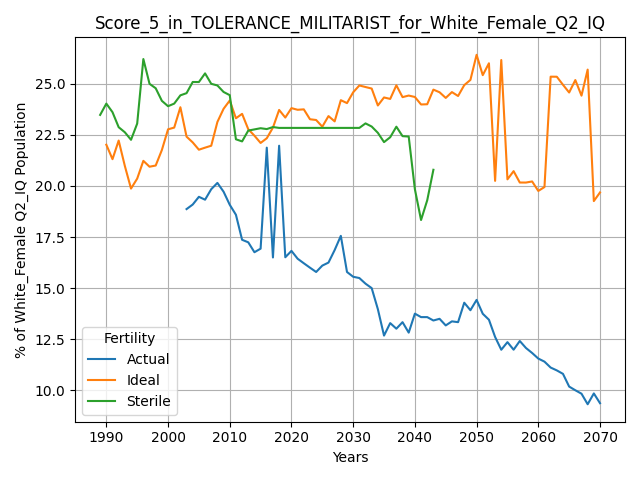 Score_5_in_TOLERANCE_MILITARIST_for_White_Female_Q2_IQ
% of White_Female Q2_IQ Population
25.0
22.5
20.0
17.5
15.0
12.5
10.0
Fertility
Actual
Ideal
Sterile
1990 2000 2010 2020 2030 2040 2050 2060 2070
Years